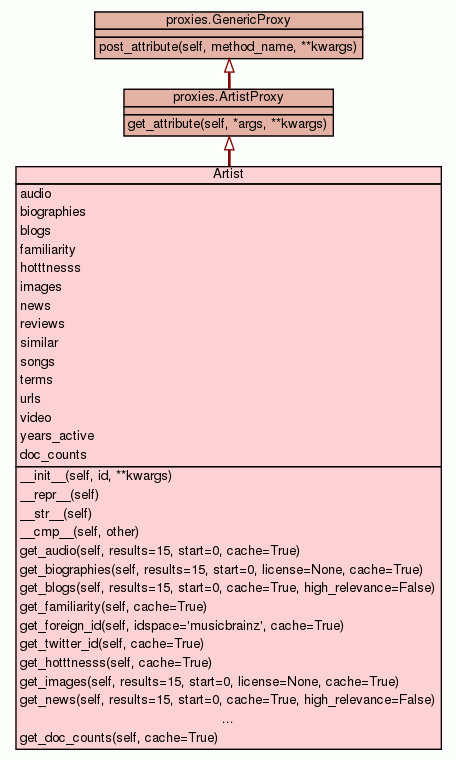 proxies.GenericProxy
post_attribute(self, method_name, **kwargs)
proxies.ArtistProxy
get_attribute(self, *args, **kwargs)
Artist
audio
biographies
blogs
familiarity
hotttnesss
images
news
reviews
similar
songs
terms
urls
video
years_active
doc_counts
__init__(self, id, **kwargs)
__repr__(self)
__str__(self)
__cmp__(self, other)
get_audio(self, results=15, start=0, cache=True)
get_biographies(self, results=15, start=0, license=None, cache=True)
get_blogs(self, results=15, start=0, cache=True, high_relevance=False)
get_familiarity(self, cache=True)
get_foreign_id(self, idspace='musicbrainz', cache=True)
get_twitter_id(self, cache=True)
get_hotttnesss(self, cache=True)
get_images(self, results=15, start=0, license=None, cache=True)
get_news(self, results=15, start=0, cache=True, high_relevance=False)
...
get_doc_counts(self, cache=True)